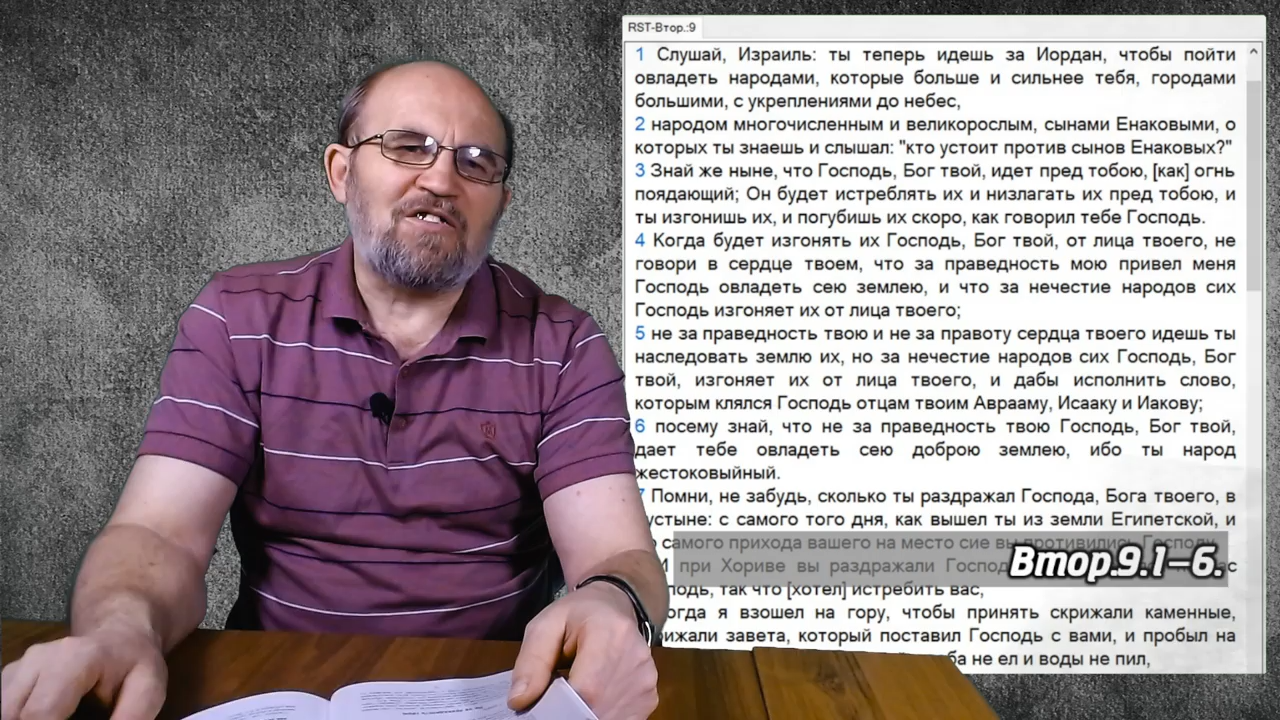 RST-Втор.:9
1 Слушай, Израиль: ты теперь идешь за Иордан, чтобы пойти
овладеть народами, которые больше и сильнее тебя, городами
большими, с укреплениями до небес,
2 народом многочисленным и великорослым, сынами Енаковыми, о
которых ты знаешь и слышал: "кто устоит против сынов Енаковых?"
3 Знай же ныне, что Господь, Бог твой, идет пред тобою, [как] огнь
поядающий; Он будет истреблять их и низлагать их пред тобою, и
ты изгонишь их, и погубишь их скоро, как говорил тебе Господь.
4 Когда будет изгонять их Господь, Бог твой, от лица твоего, не
говори в сердце твоем, что за праведность мою привел меня
Господь овладеть сею землею, и что за нечестие народов сих
Господь изгоняет их от лица твоего;
5 не за праведность твою и не за правоту сердца твоего идешь ты
наследовать землю их, но за нечестие народов сих Господь, Бог
твой, изгоняет их от лица твоего, и дабы исполнить слово,
которым клялся Господь отцам твоим Аврааму, Исааку и Иакову;
6 посему знай, что не за праведность твою Господь, Бог твой,
дает тебе овладеть сею доброю землею, ибо ты народ
жестоковыйный.
7 Помни, не забудь, сколько ты раздражал Господа, Бога твоего, в
устыне: с самого того дня, как вышел ты из земли Египетской, и
самого прихода вашего на место сие вы противились Господу.
И при Хориве вы раздражали
подь, так что [хотел] истребить вас,
огда я взошел на гору, чтобы принять скрижали каменные,
ижали завета, который поставил Господь с вами, и пробыл на
не ел и воды не пил,
Втор.9.1–6.